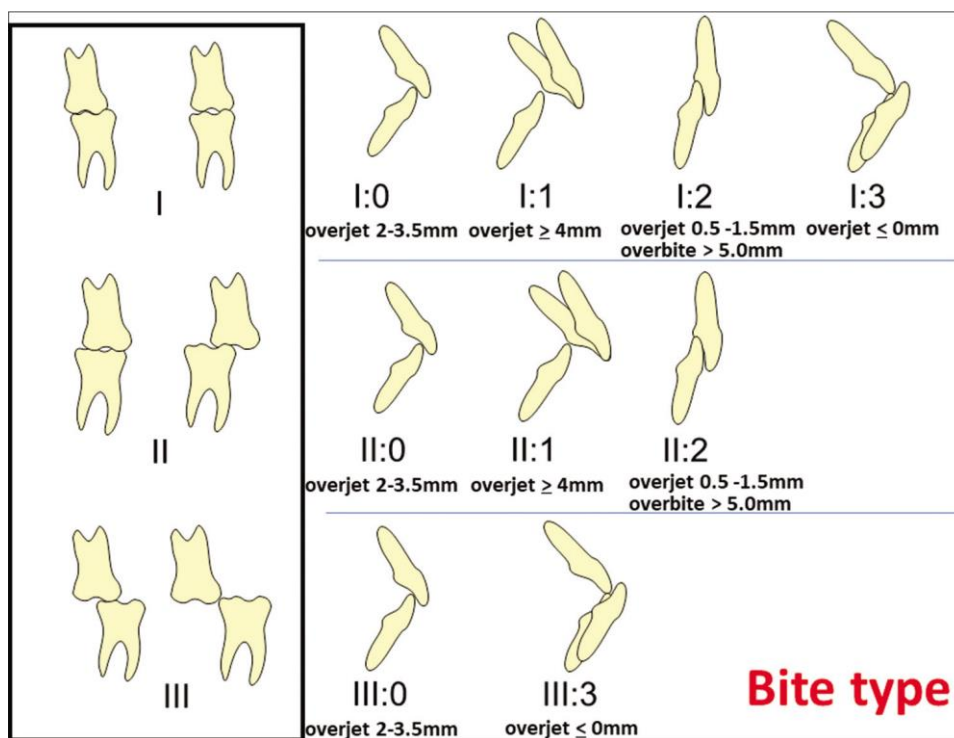 I
I:0 I:1 I:2 I:3
overjet 2-3.5mm overjet ≥ 4mm overjet 0.5 -1.5mm overjet ≤ 0mm
overbite > 5.0mm
II
II:0 II:1 II:2
overjet 2-3.5mm overjet ≥ 4mm overjet 0.5 -1.5mm
overbite > 5.0mm
III
III:0 III:3
overjet 2-3.5mm overjet ≤ 0mm
Bite type